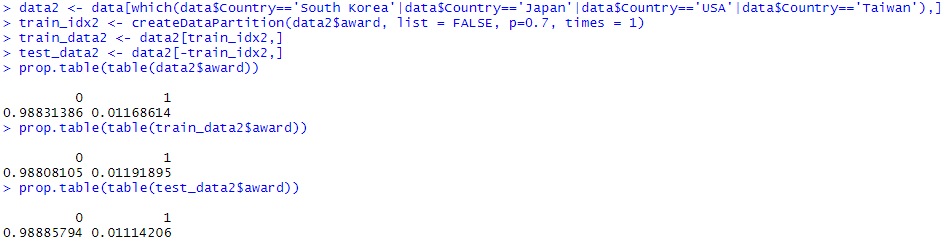 > data2 <- data[which(data$Country=='South Korea'|data$Country=='Japan'|data$Country=='USA'|data$Country=='Taiwan'),]
> train_idx2 <- createDataPartition(data2$award, list = FALSE, p=0.7, times = 1)
> train_data2 <- data2[train_idx2,]
> test_data2 <- data2[-train_idx2,]
> prop.table(table(data2$award))
0 1
0.98831386 0.01168614
> prop.table(table(train_data2$award))
0 1
0.98808105 0.01191895
> prop.table(table(test_data2$award))
0 1
0.98885794 0.01114206